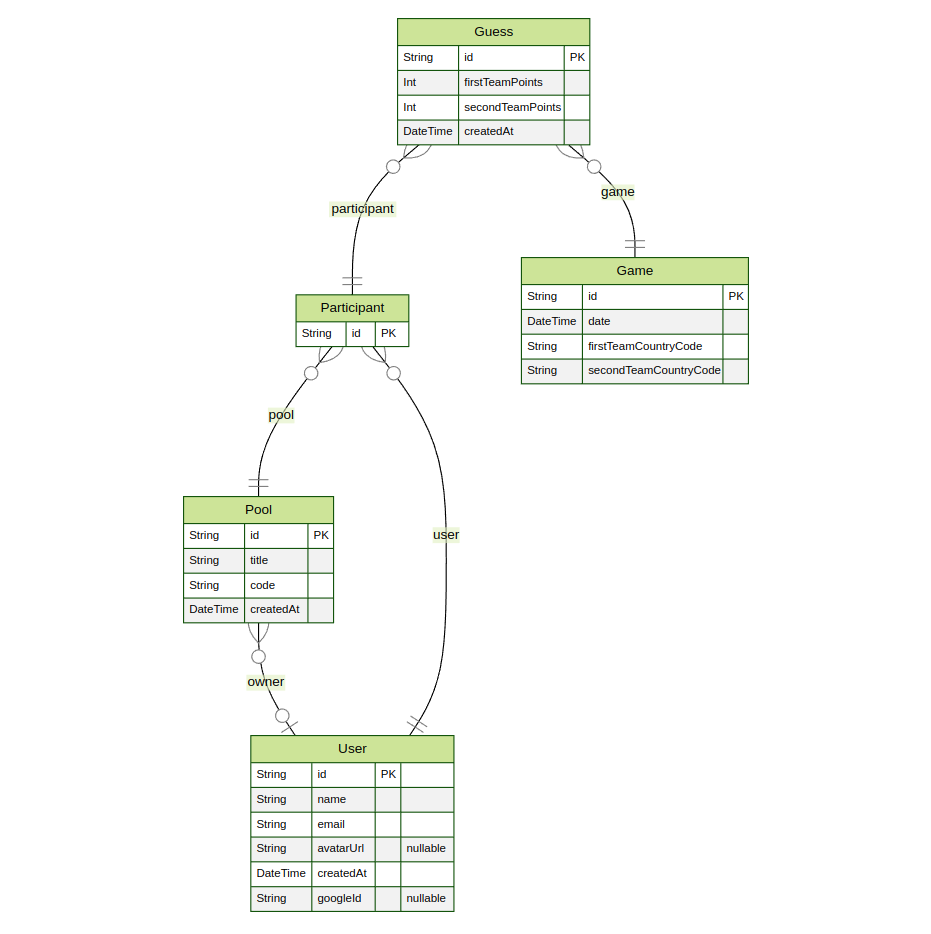 Guess
String id PK
Int firstTeamPoints
Int secondTeamPoints
DateTime createdAt
participant
game
Game
String id PK
DateTime date
String firstTeamCountryCode
String secondTeamCountryCode
Participant
String id PK
pool
user
Pool
String id PK
String title
String code
DateTime createdAt
owner
User
String id PK
String name
String email
String avatarUrl nullable
DateTime createdAt
String googleId nullable